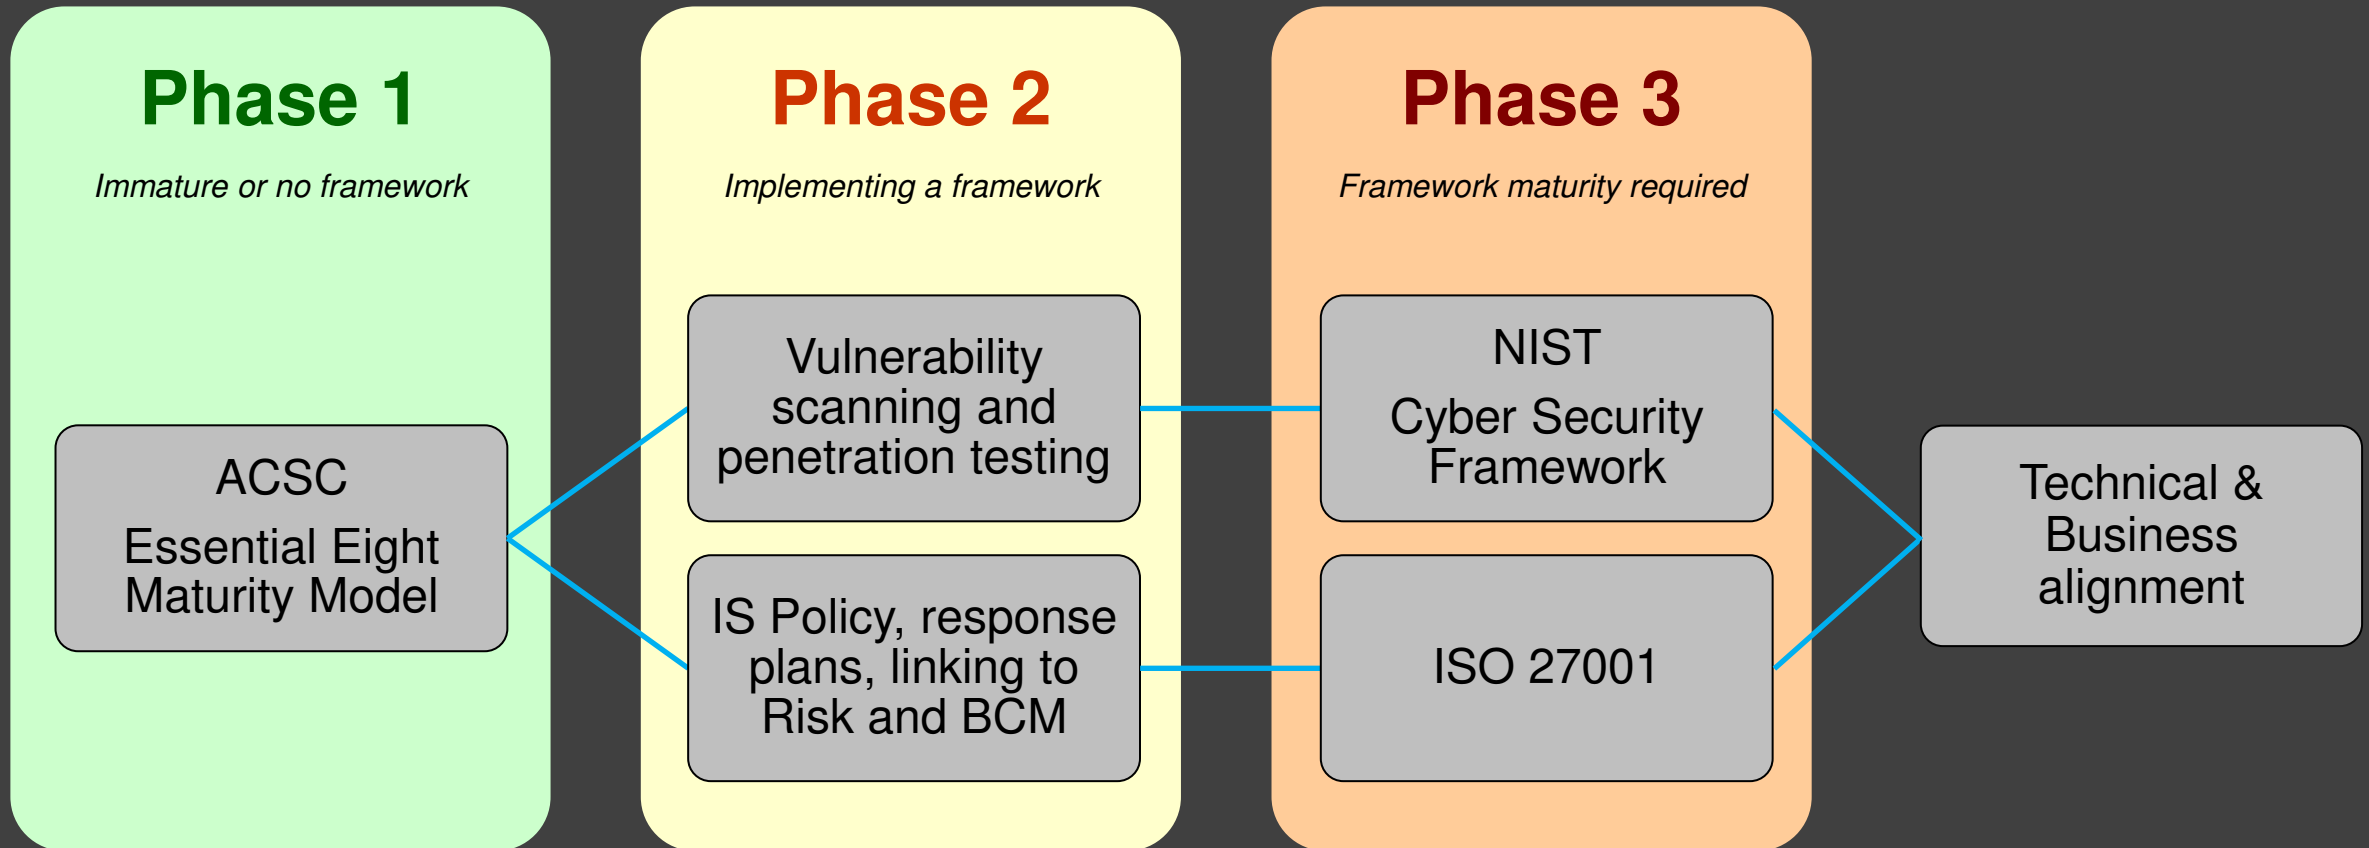 Phase 1
Immature or no framework
ACSC
Essential Eight
Maturity Model
Phase 2
Implementing a framework
Vulnerability
scanning and
penetration testing
IS Policy, response
plans, linking to
Risk and BCM
Phase 3
Framework maturity required
NIST
Cyber Security
Framework
ISO 27001
Technical &
Business
alignment